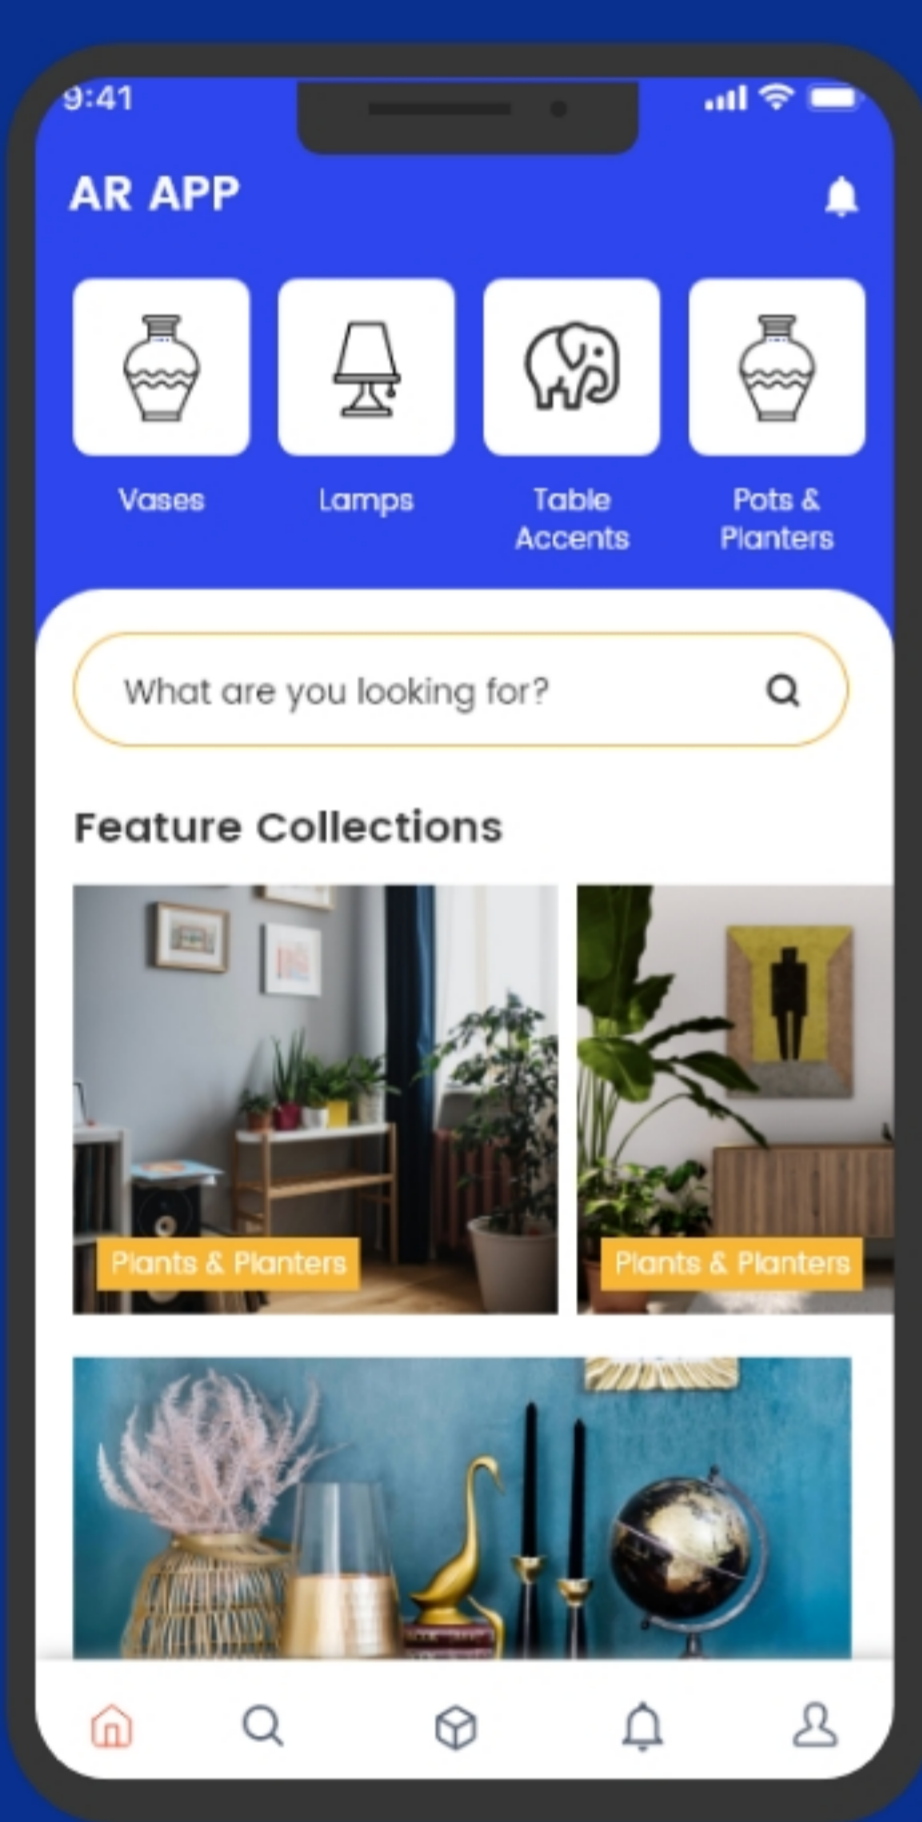 9:41
AR APP
Vases
Lamps
Table
Accents
Pots &
Planters
What are you looking for?
Feature Collections
Plants & Planters
Plants & Planters